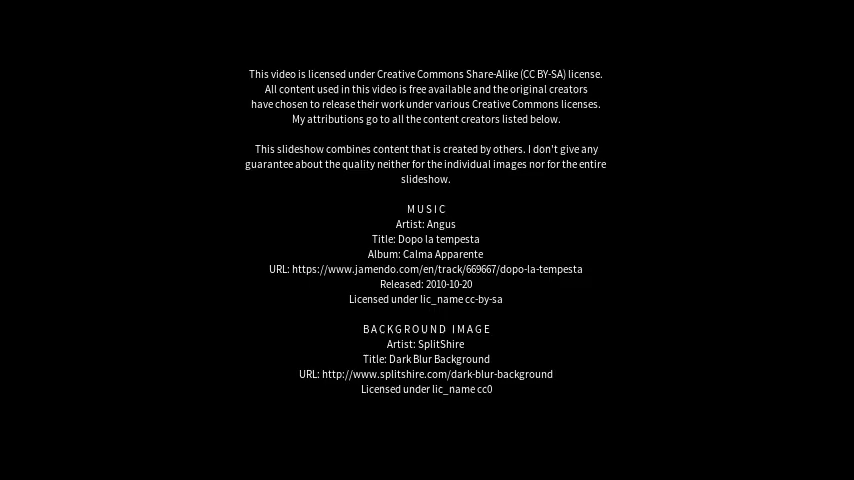 This video is licensed under Creative Commons Share-Alike (CC BY-SA) license.
All content used in this video is free available and the original creators
have chosen to release their work under various Creative Commons licenses.
My attributions go to all the content creators listed below.
This slideshow combines content that is created by others. I don't give any
guarantee about the quality neither for the individual images nor for the entire
slideshow.
MUSIC
Artist: Angus
Title: Dopo la tempesta
Album: Calma Apparente
URL: https://www.jamendo.com/en/track/669667/dopo-la-tempesta
Released: 2010-10-20
Licensed under lic_name cc-by-sa
BACKGROUND IMAGE
Artist: SplitShire
Title: Dark Blur Background
URL: http://www.splitshire.com/dark-blur-background
Licensed under lic_name cc0